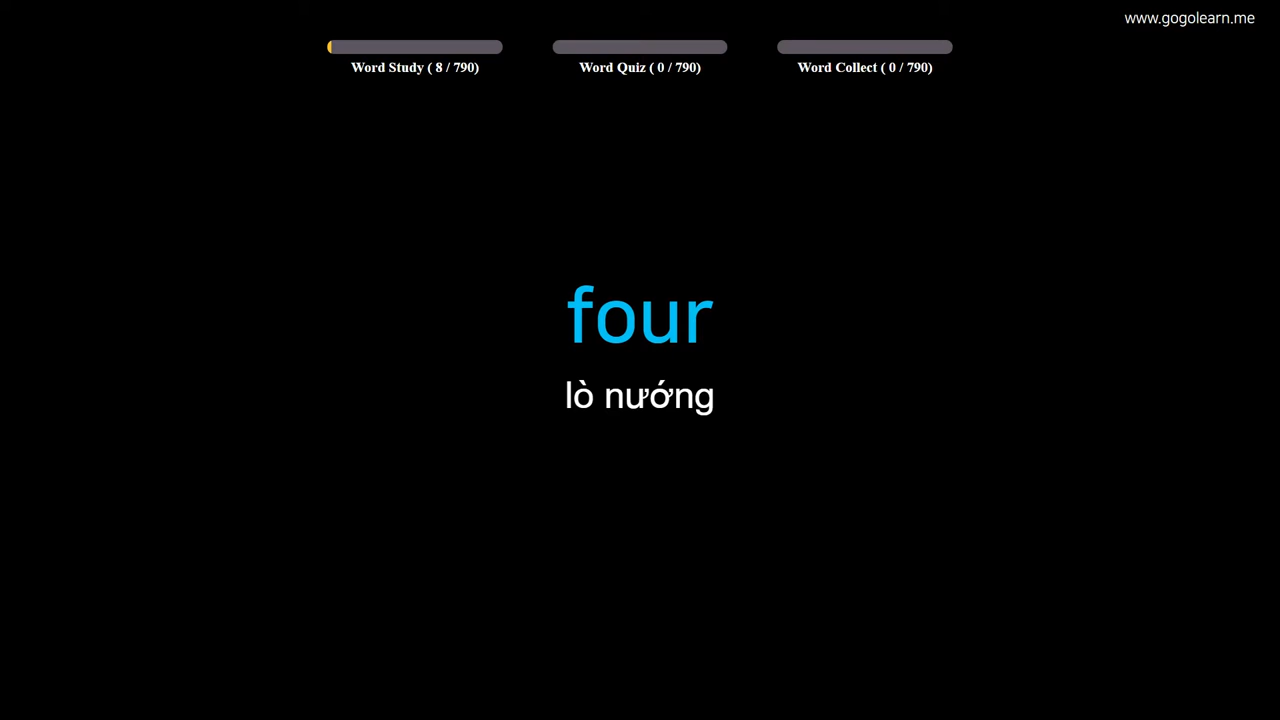 www.gogolearn.me
Word Study ( 8 / 790)
Word Quiz ( 0 / 790)
Word Collect ( 0 / 790)
four
lò nướng